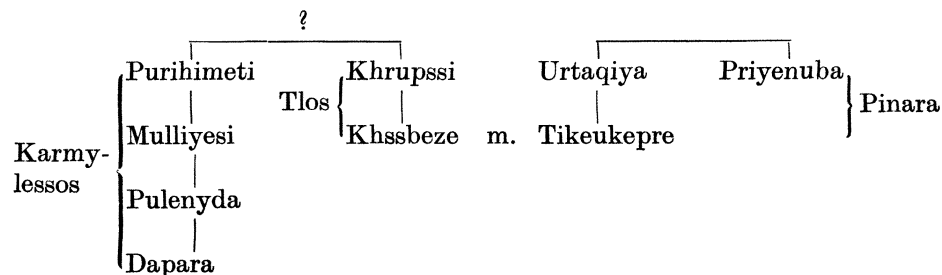 ?
Purihimeti Khrupssi Urtaqiya Priyenuba
Tlos Pinara
Mulliyesi Khssbeze m. Tikeukepre
Karmy-
lessos
Pulenyda
Dapara